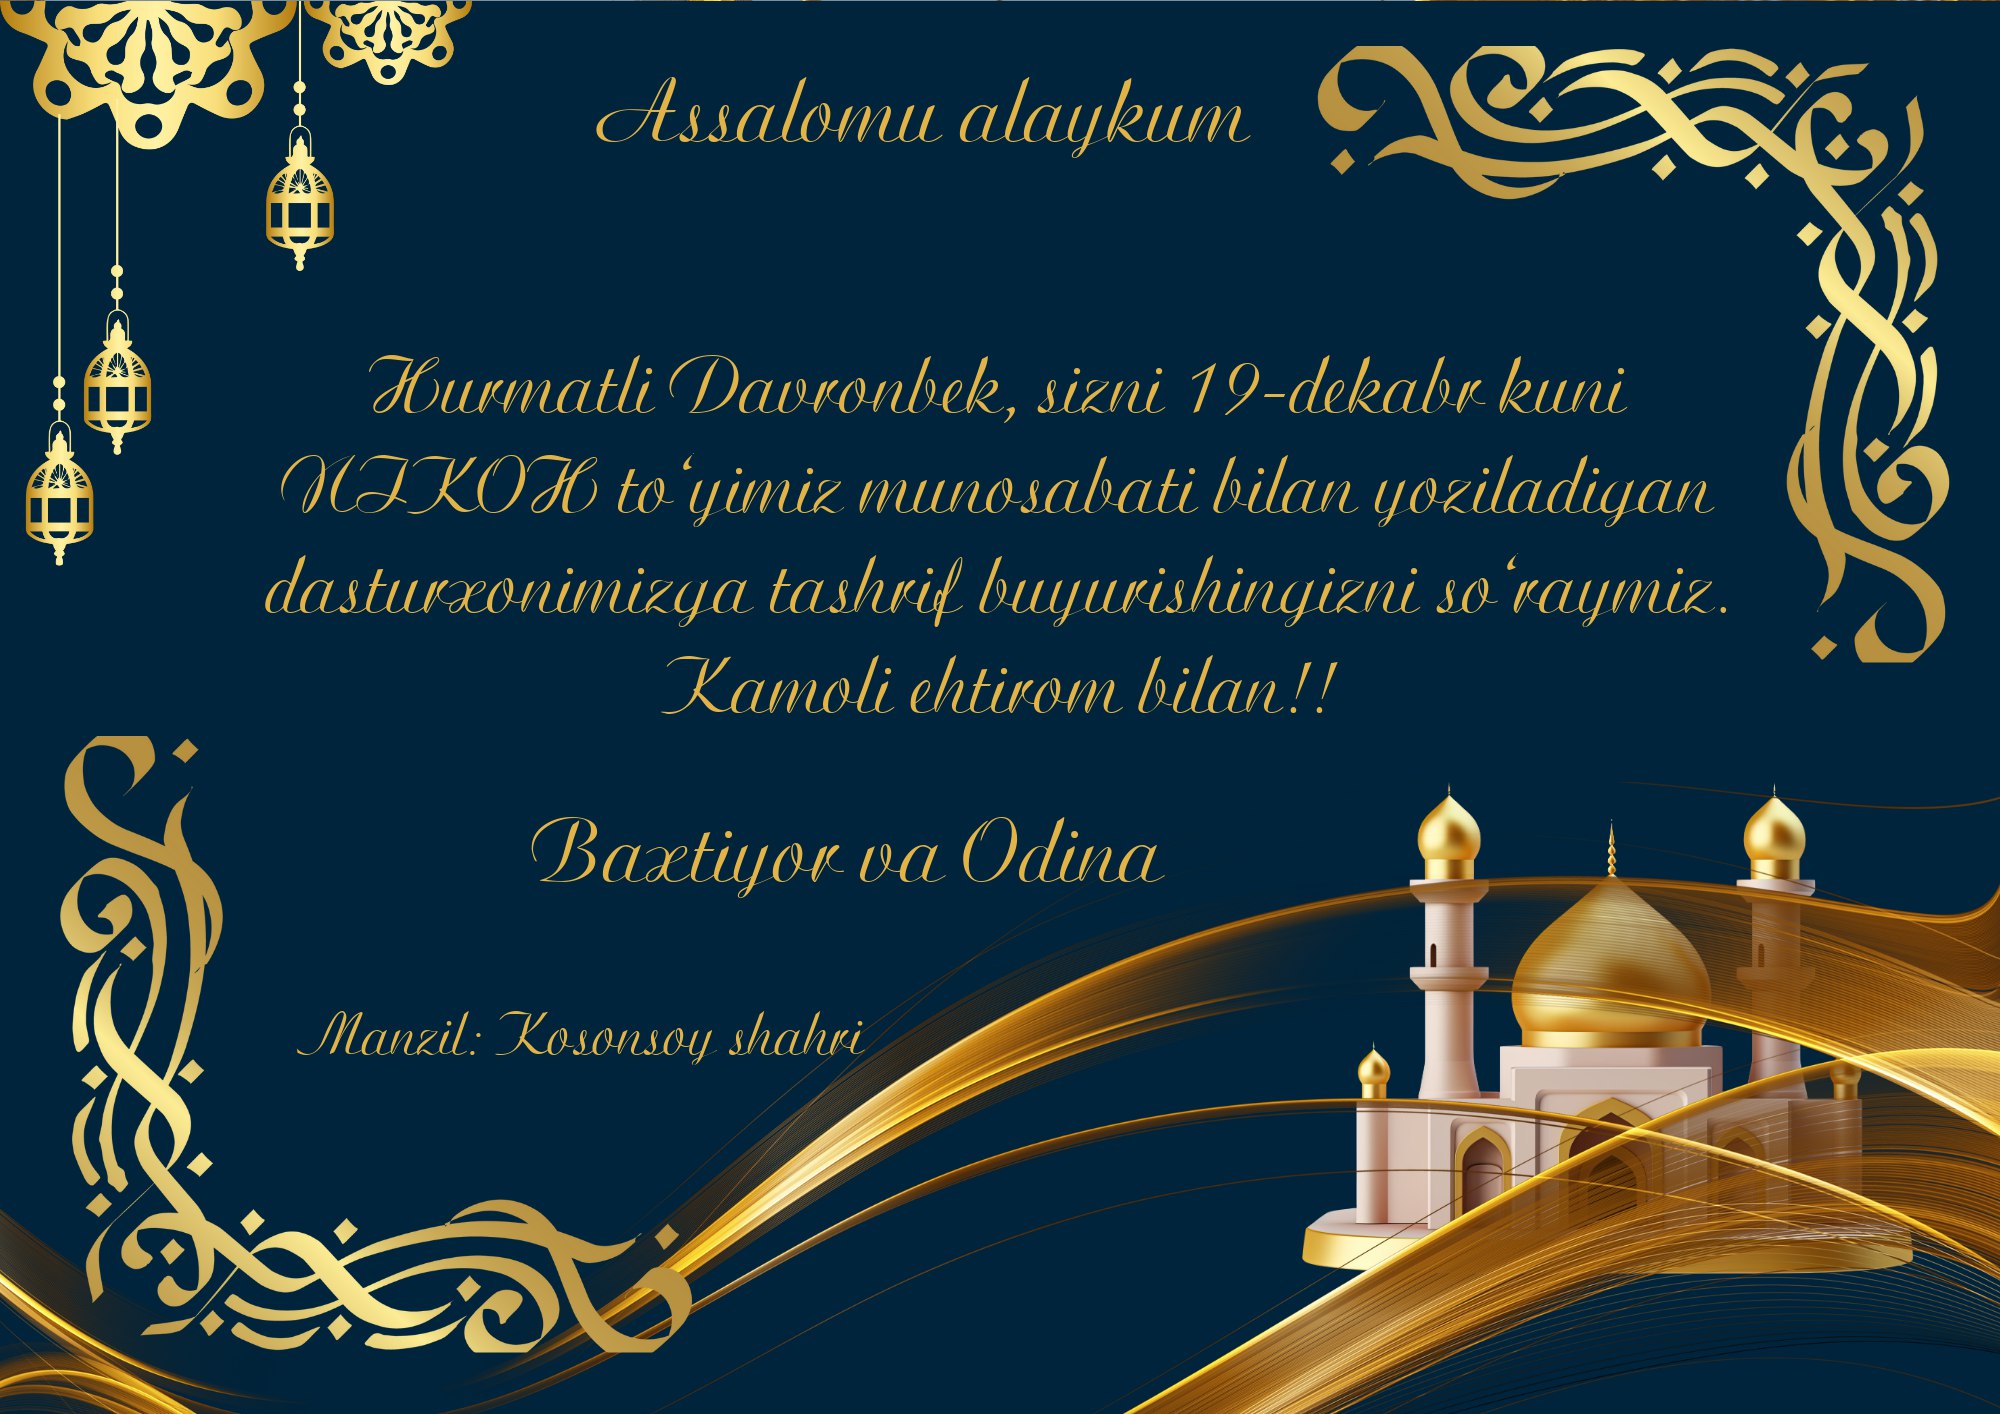 Assalomu alaykum
Hurmatli Davronbek, sizni 19-dekabr kuni
NIKOH to‘yimiz munosabati bilan yoziladigan
dasturxonimizga tashrif buyurishingizni so‘raymiz.
Kamoli ehtirom bilan!!
Baxtiyor va Odina
Manzil: Kosonsoy shahri